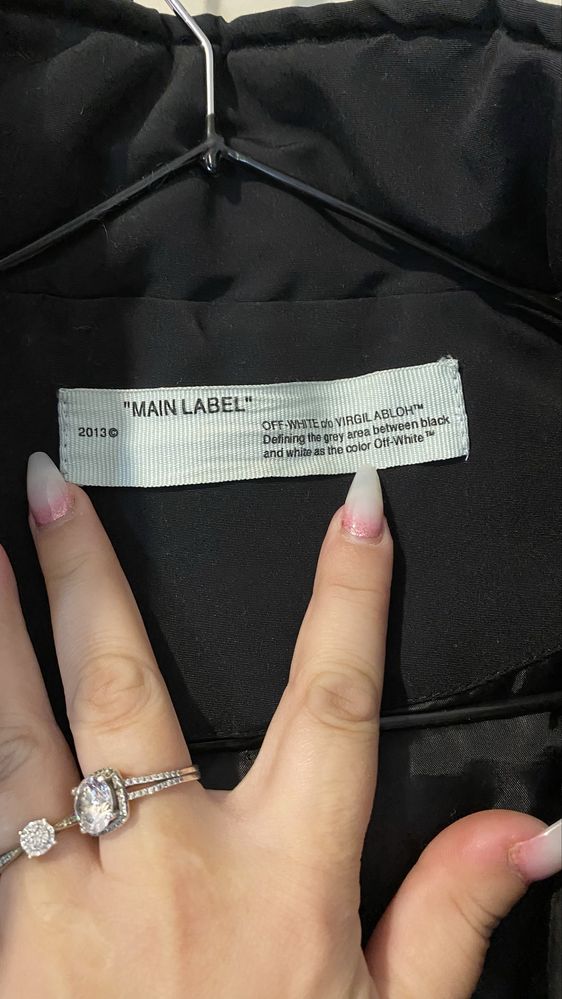 "MAIN LABEL"
2013©
OFF-WHITE c/o VIRGIL ABLOH™
Defining the grey area between black
and white as the color Off-White™